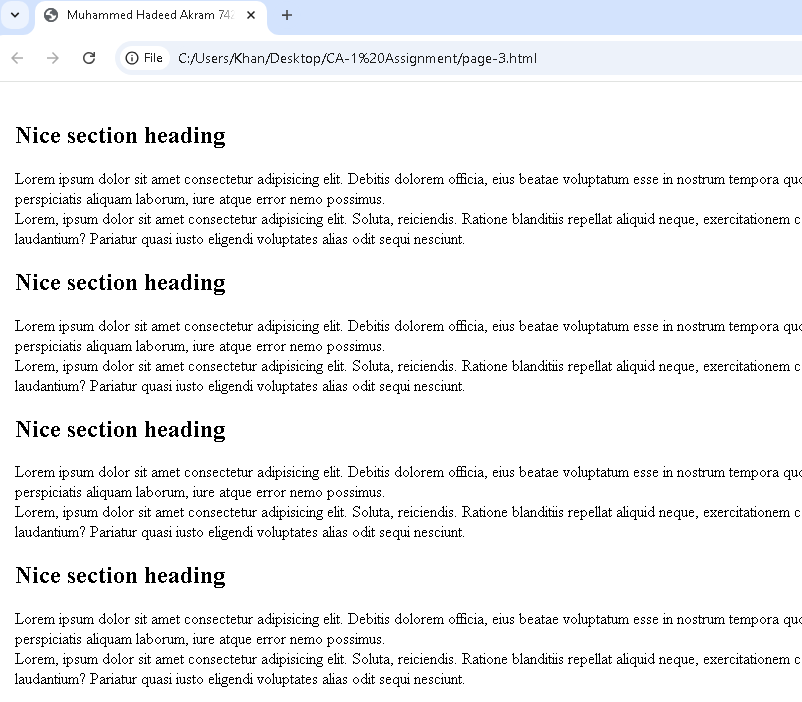 Muhammed Hadeed Akram 742
File C:/Users/Khan/Desktop/CA-1%20Assignment/page-3.html
Nice section heading
Lorem ipsum dolor sit amet consectetur adipisicing elit. Debitis dolorem officia, eius beatae voluptatum esse in nostrum tempora quo
perspiciatis aliquam laborum, iure atque error nemo possimus.
Lorem, ipsum dolor sit amet consectetur adipisicing elit. Soluta, reiciendis. Ratione blanditiis repellat aliquid neque, exercitationem c
laudantium? Pariatur quasi iusto eligendi voluptates alias odit sequi nesciunt.
Nice section heading
Lorem ipsum dolor sit amet consectetur adipisicing elit. Debitis dolorem officia, eius beatae voluptatum esse in nostrum tempora quo
perspiciatis aliquam laborum, iure atque error nemo possimus.
Lorem, ipsum dolor sit amet consectetur adipisicing elit. Soluta, reiciendis. Ratione blanditiis repellat aliquid neque, exercitationem c
laudantium? Pariatur quasi iusto eligendi voluptates alias odit sequi nesciunt.
Nice section heading
Lorem ipsum dolor sit amet consectetur adipisicing elit. Debitis dolorem officia, eius beatae voluptatum esse in nostrum tempora quo
perspiciatis aliquam laborum, iure atque error nemo possimus.
Lorem, ipsum dolor sit amet consectetur adipisicing elit. Soluta, reiciendis. Ratione blanditiis repellat aliquid neque, exercitationem c
laudantium? Pariatur quasi iusto eligendi voluptates alias odit sequi nesciunt.
Nice section heading
Lorem ipsum dolor sit amet consectetur adipisicing elit. Debitis dolorem officia, eius beatae voluptatum esse in nostrum tempora quo
perspiciatis aliquam laborum, iure atque error nemo possimus.
Lorem, ipsum dolor sit amet consectetur adipisicing elit. Soluta, reiciendis. Ratione blanditiis repellat aliquid neque, exercitationem c
laudantium? Pariatur quasi iusto eligendi voluptates alias odit sequi nesciunt.